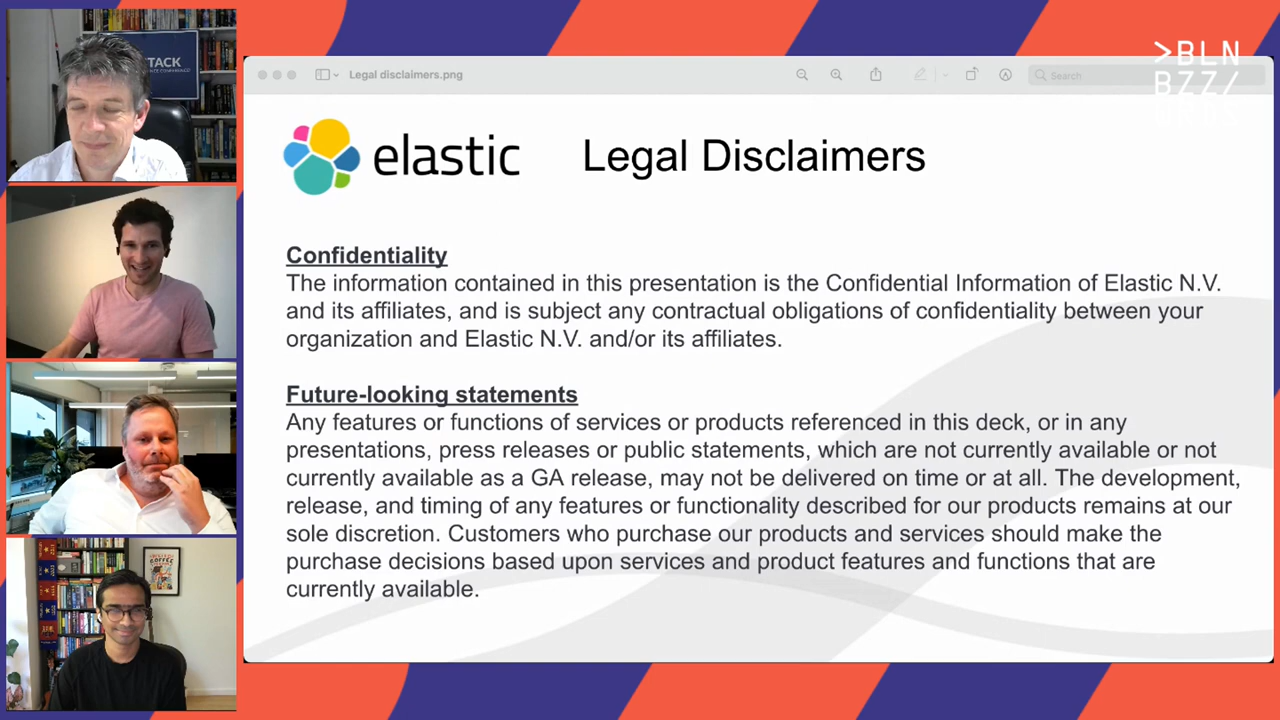 TACK
Legal disclaimers.png
Search
>BLN
BZZ/
elastic
Legal Disclaimers
Confidentiality
The information contained in this presentation is the Confidential Information of Elastic N.V.
and its affiliates, and is subject any contractual obligations of confidentiality between your
organization and Elastic N.V. and/or its affiliates.
Future-looking statements
Any features or functions of services or products referenced in this deck, or in any
presentations, press releases or public statements, which are not currently available or not
currently available as a GA release, may not be delivered on time or at all. The development,
release, and timing of any features or functionality described for our products remains at our
sole discretion. Customers who purchase our products and services should make the
purchase decisions based upon services and product features and functions that are
currently available.